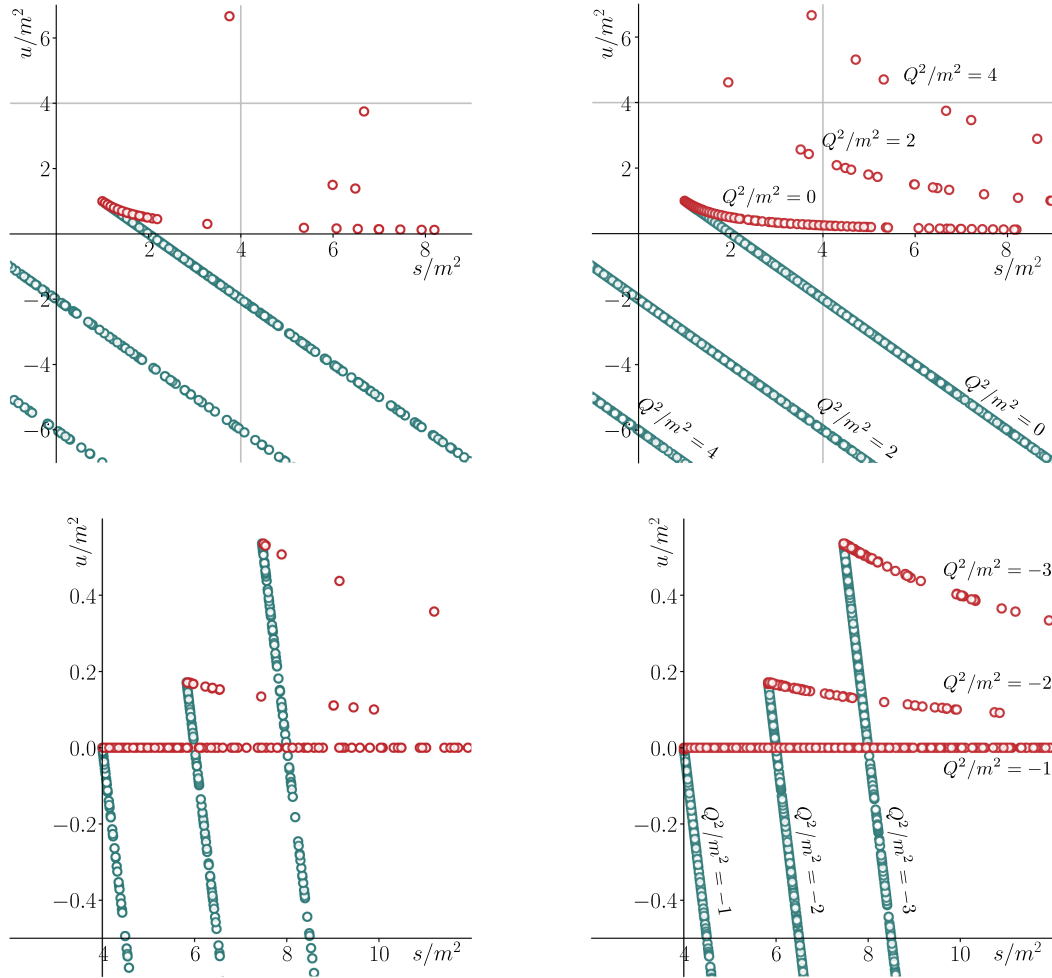 u/m²
6
4
2
−2
−4
−6
2
4
6
8
s/m²
u/m²
6
4
2
−2
−4
−6
2
4
6
8
s/m²
Q²/m² = 4
Q²/m² = 2
Q²/m² = 0
Q²/m² = 0
Q²/m² = 2
Q²/m² = 4
u/m²
0.4
0.2
0.0
−0.2
−0.4
4
6
8
10
s/m²
u/m²
0.4
0.2
0.0
−0.2
−0.4
4
6
8
10
s/m²
Q²/m² = −3
Q²/m² = −2
Q²/m² = −1
Q²/m² = −1
Q²/m² = −2
Q²/m² = −3